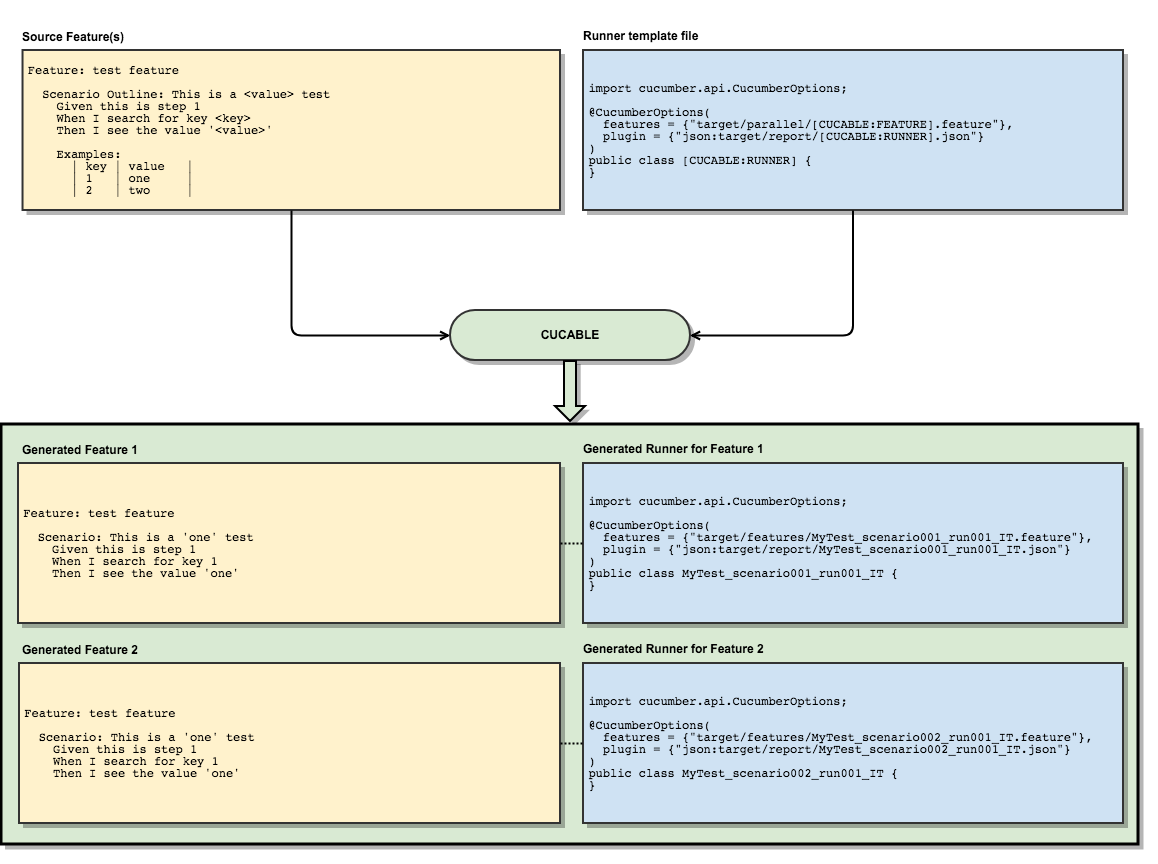 Source Feature(s)
Feature: test feature
Scenario Outline: This is a <value> test
Given this is step 1
When I search for key <key>
Then I see the value '<value>'
Examples:
| key | value |
| 1 | one |
| 2 | two |
Runner template file
import cucumber.api.CucumberOptions;
@CucumberOptions(
features = {"target/parallel/[CUCABLE:FEATURE].feature"},
plugin = {"json:target/report/[CUCABLE:RUNNER].json"}
)
public class [CUCABLE:RUNNER] {
}
CUCABLE
Generated Feature 1
Feature: test feature
Scenario: This is a 'one' test
Given this is step 1
When I search for key 1
Then I see the value 'one'
Generated Runner for Feature 1
import cucumber.api.CucumberOptions;
@CucumberOptions(
features = {"target/features/MyTest_scenario001_run001_IT.feature"},
plugin = {"json:target/report/MyTest_scenario001_run001_IT.json"}
)
public class MyTest_scenario001_run001_IT {
}
Generated Feature 2
Feature: test feature
Scenario: This is a 'one' test
Given this is step 1
When I search for key 1
Then I see the value 'one'
Generated Runner for Feature 2
import cucumber.api.CucumberOptions;
@CucumberOptions(
features = {"target/features/MyTest_scenario002_run001_IT.feature"},
plugin = {"json:target/report/MyTest_scenario002_run001_IT.json"}
)
public class MyTest_scenario002_run001_IT {
}